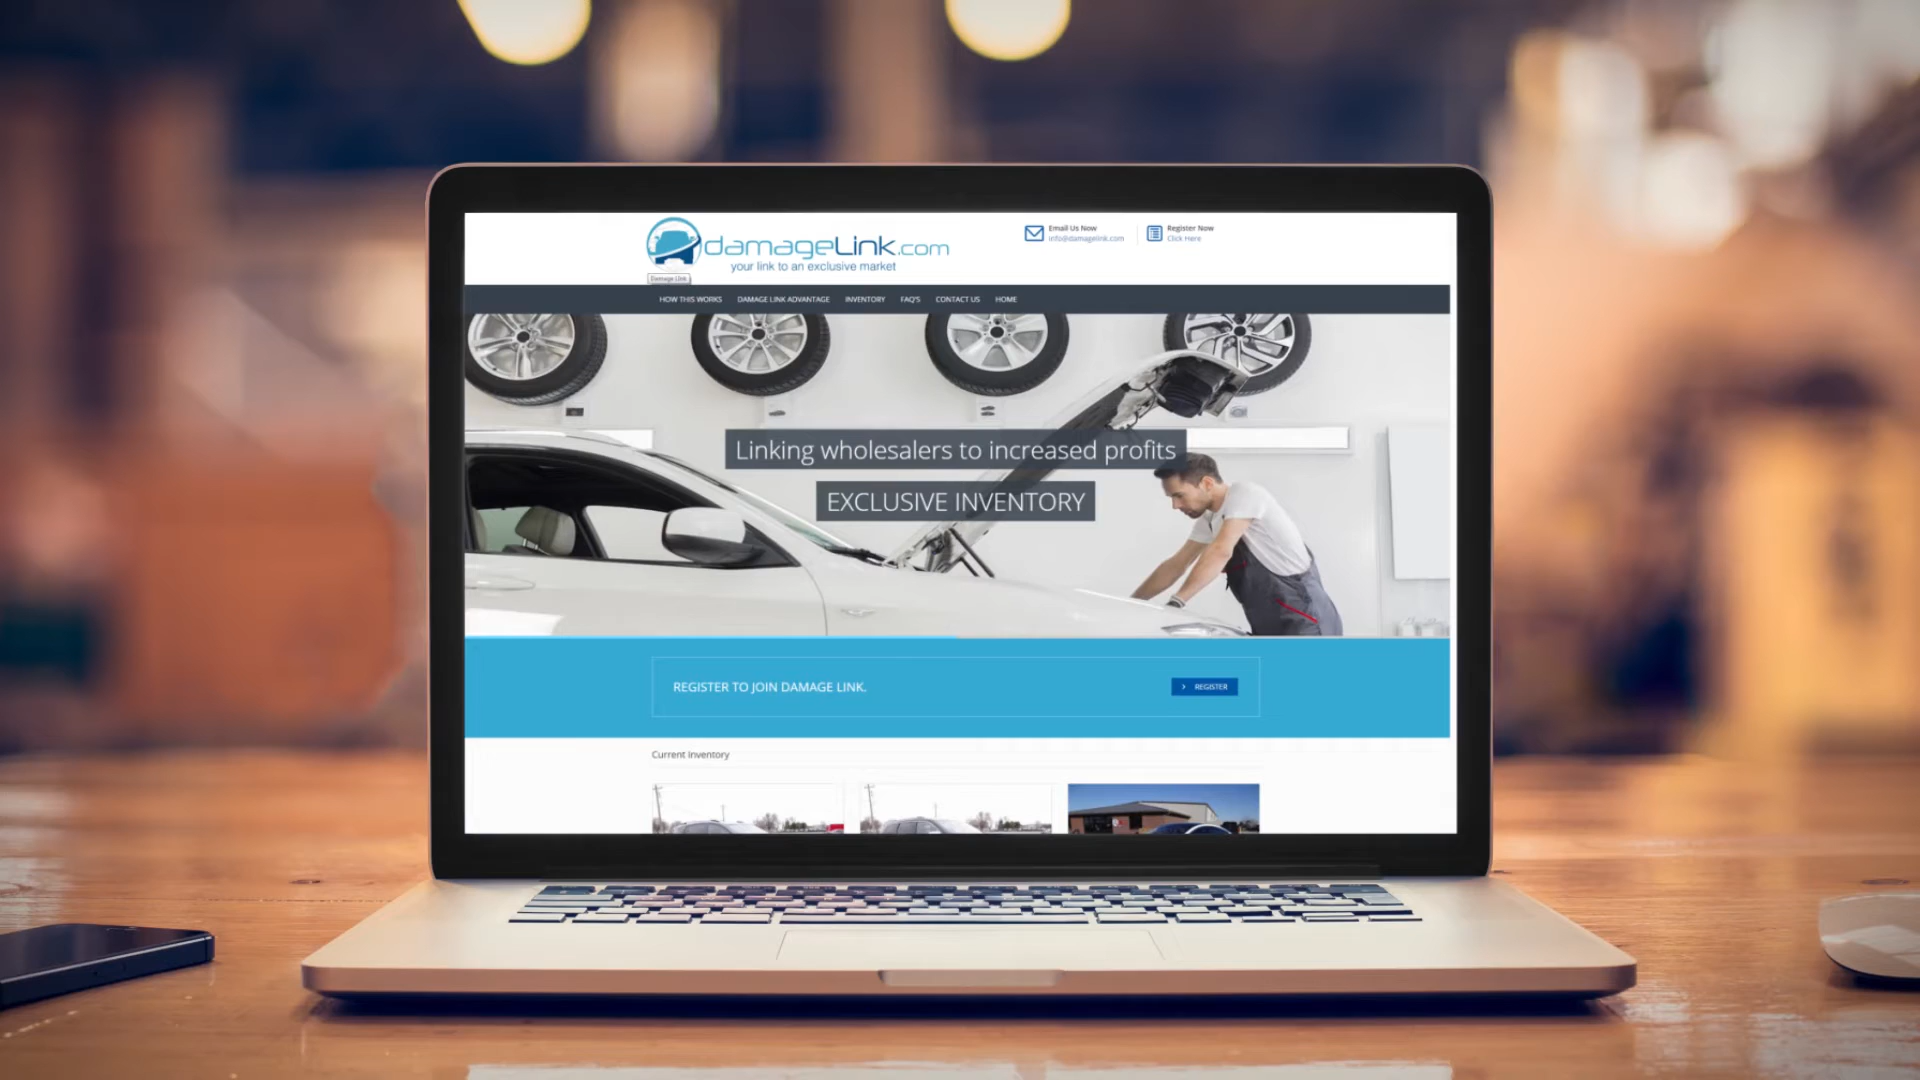 damageLink.com
your link to an exclusive market
Damage Link
Email Us Now
info@damagelink.com
Register Now
Click Here
HOW THIS WORKS DAMAGE LINK ADVANTAGE INVENTORY FAQ'S CONTACT US HOME
Linking wholesalers to increased profits
EXCLUSIVE INVENTORY
REGISTER TO JOIN DAMAGE LINK.
REGISTER
Current Inventory